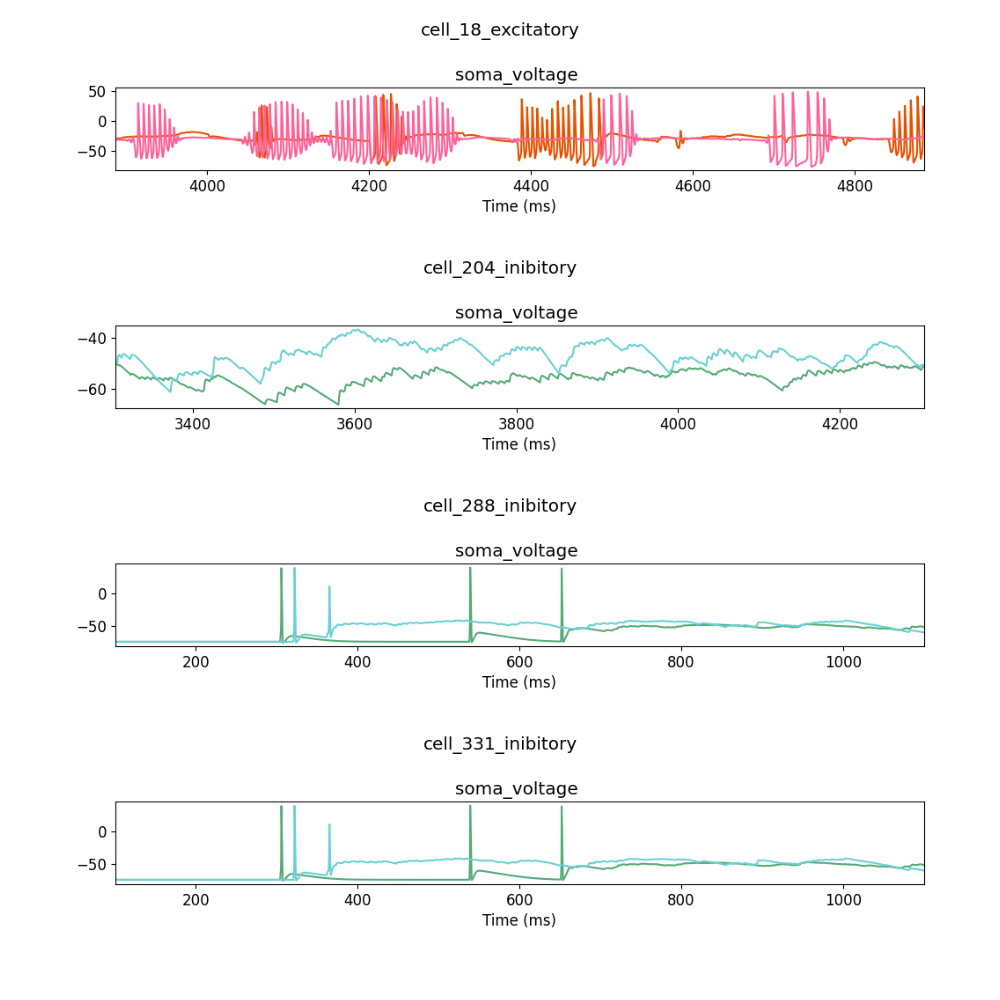 cell_18_excitatory
soma_voltage
50
0
−50
4000 4200 4400 4600 4800
Time (ms)
cell_204_inibitory
soma_voltage
−40
−60
3400 3600 3800 4000 4200
Time (ms)
cell_288_inibitory
soma_voltage
0
−50
200 400 600 800 1000
Time (ms)
cell_331_inibitory
soma_voltage
0
−50
200 400 600 800 1000
Time (ms)